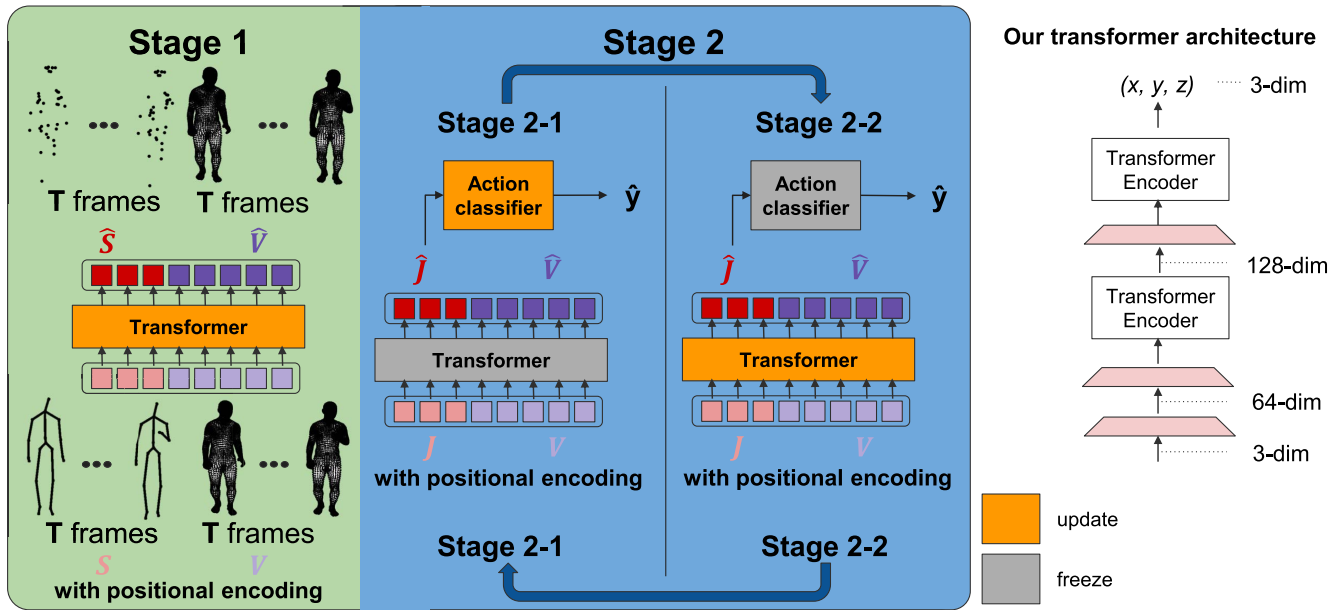 Stage 1
T frames
T frames
Ŝ
V̂
Transformer
T frames
T frames
S
V
with positional encoding
Stage 2
Stage 2-1
Action
classifier
ŷ
Ĵ
V̂
Transformer
J
V
with positional encoding
Stage 2-1
Stage 2-2
Action
classifier
ŷ
Ĵ
V̂
Transformer
J
V
with positional encoding
Stage 2-2
Our transformer architecture
(x, y, z)
3-dim
Transformer
Encoder
128-dim
Transformer
Encoder
64-dim
3-dim
update
freeze